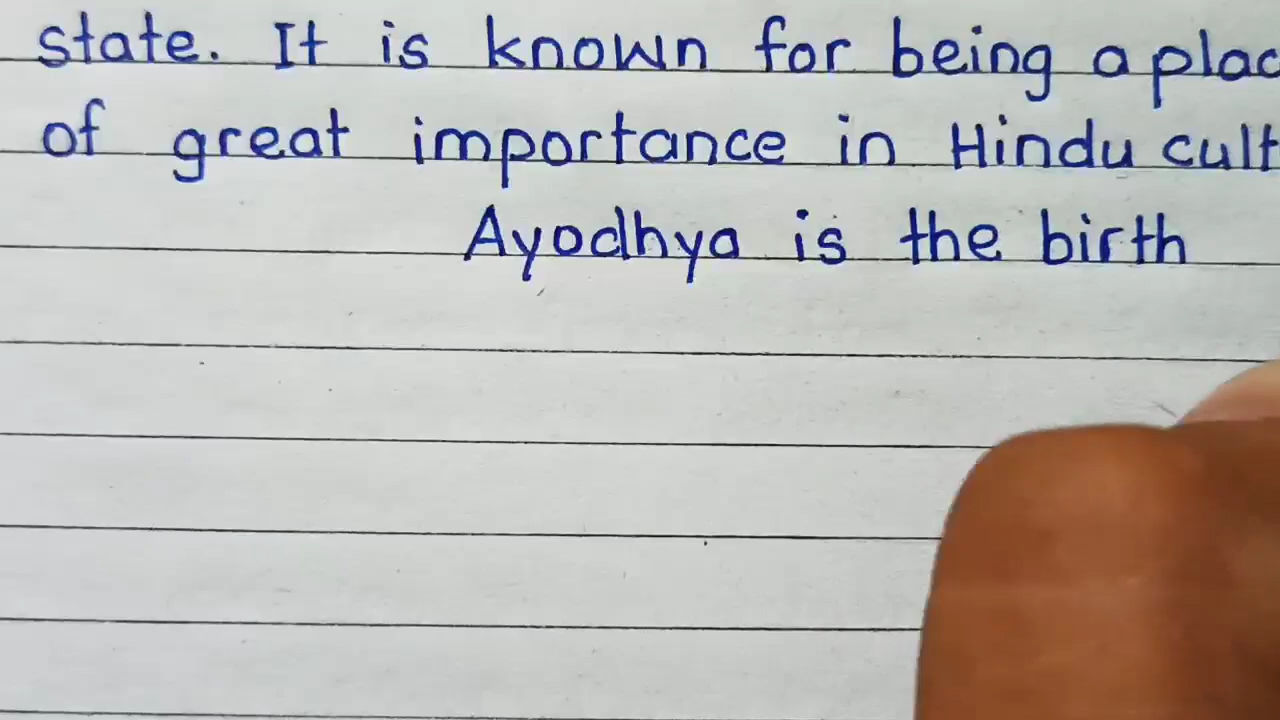 state. It is known for being a plac
of great importance in Hindu cult
Ayodhya is the birth